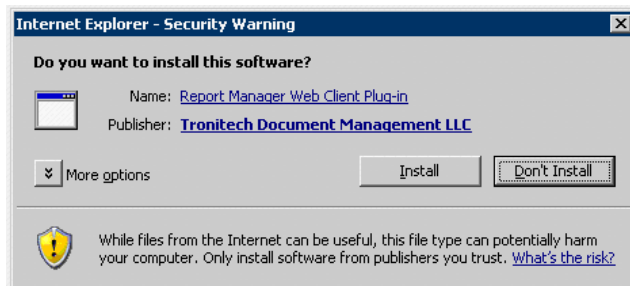 Internet Explorer - Security Warning
Do you want to install this software?
Name: Report Manager Web Client Plug-in
Publisher: Tronitech Document Management LLC
More options
Install
Don't Install
While files from the Internet can be useful, this file type can potentially harm
your computer. Only install software from publishers you trust. What's the risk?